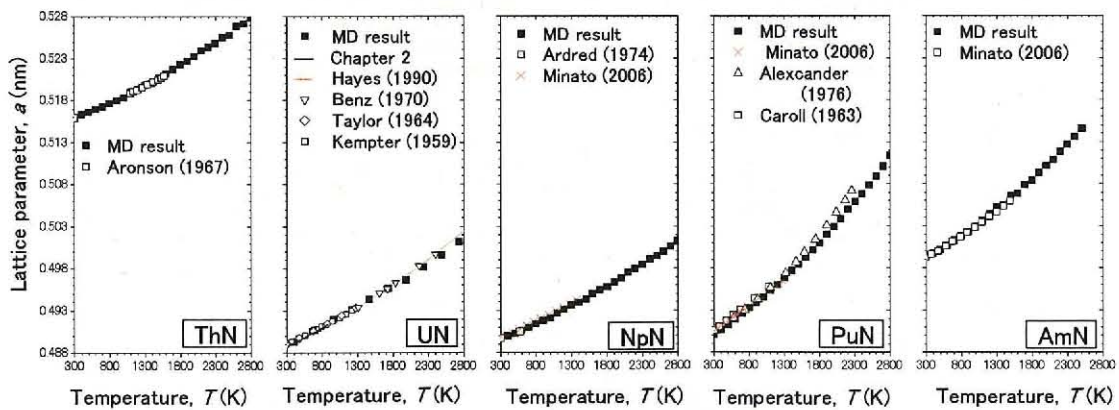 Lattice parameter, a (nm)
0.528
0.528
0.518
0.513
0.508
0.503
0.498
0.493
0.488
MD result
Aronson (1967)
ThN
300 800 1300 1800 2300 2800
Temperature, T (K)
MD result
Chapter 2
Hayes (1990)
Benz (1970)
Taylor (1964)
Kempter (1959)
UN
300 800 1300 1800 2300 2800
Temperature, T (K)
MD result
Ardred (1974)
Minato (2006)
NpN
300 800 1300 1800 2300 2800
Temperature, T (K)
MD result
Minato (2006)
Alexcander
(1976)
Caroll (1963)
PuN
300 800 1300 1800 2300 2800
Temperature, T (K)
MD result
Minato (2006)
AmN
300 800 1300 1800 2300 2800
Temperature, T (K)